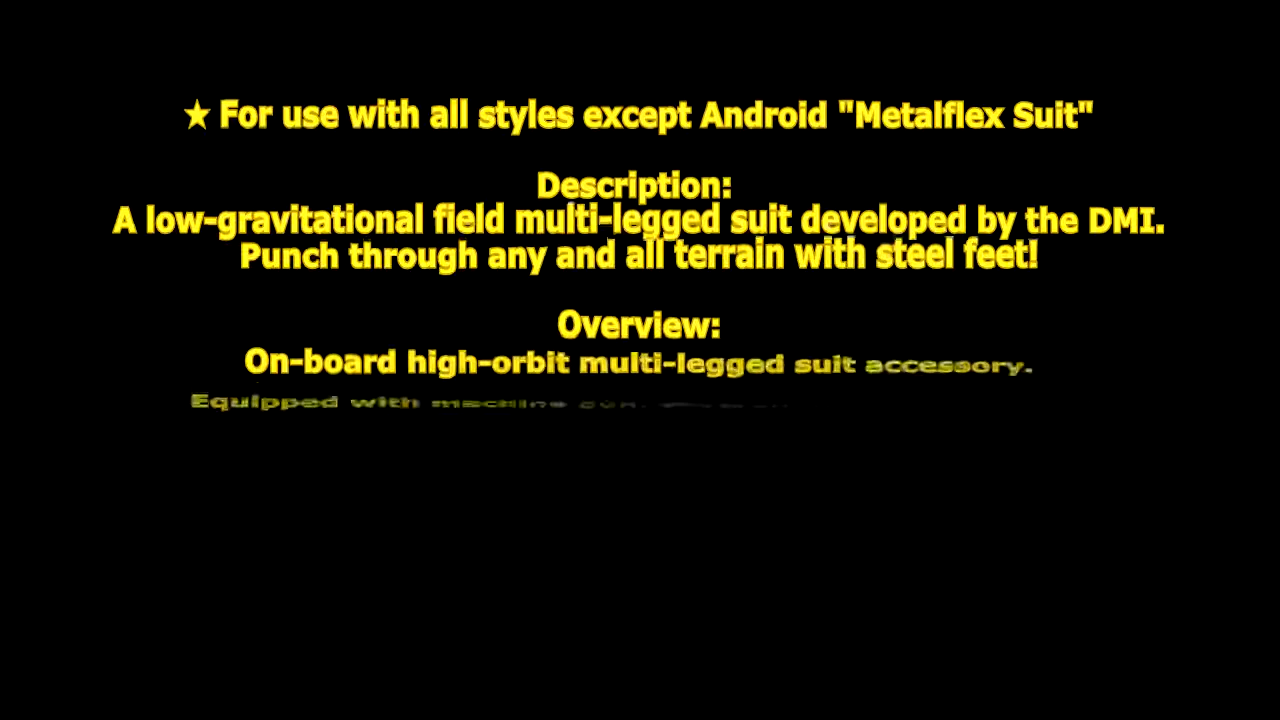 ★ For use with all styles except Android "Metalflex Suit"
Description:
A low-gravitational field multi-legged suit developed by the DMI.
Punch through any and all terrain with steel feet!
Overview:
On-board high-orbit multi-legged suit accessory.
Equipped with machine gun.